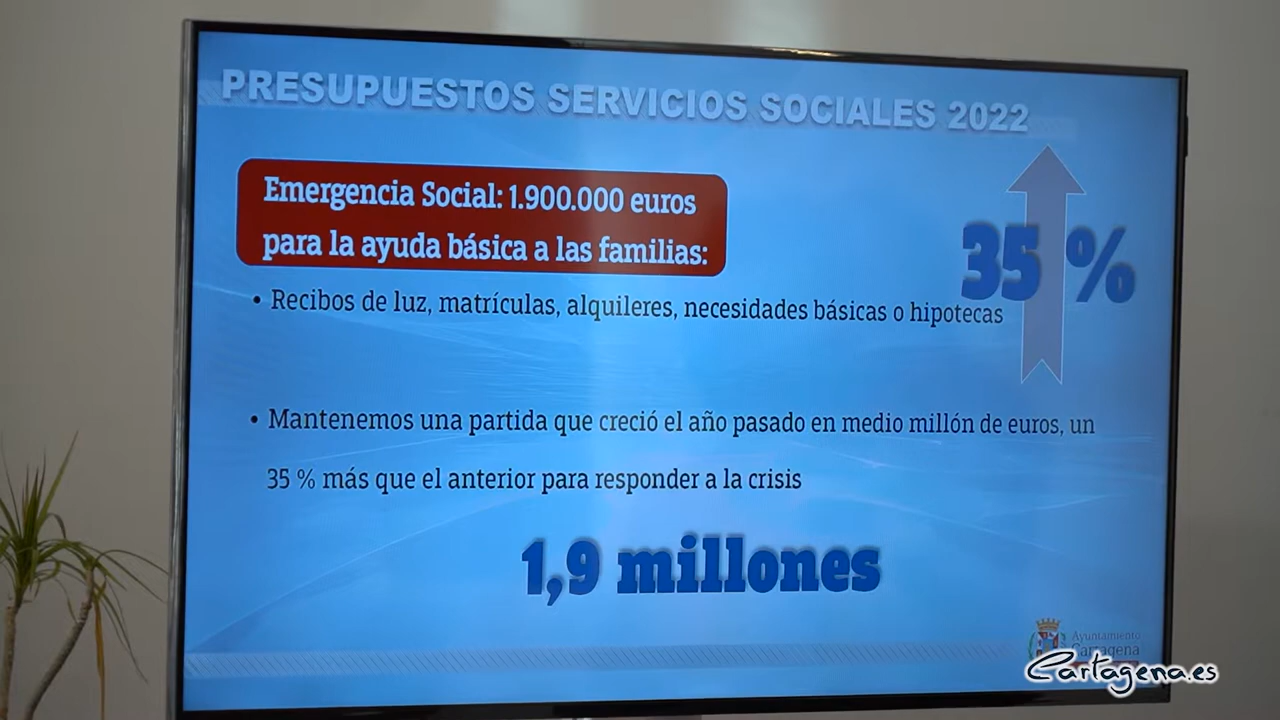 PRESUPUESTOS SERVICIOS SOCIALES 2022
Emergencia Social: 1.900.000 euros
para la ayuda básica a las familias:
35 %
• Recibos de luz, matrículas, alquileres, necesidades básicas o hipotecas
• Mantenemos una partida que creció el año pasado en medio millón de euros, un
35 % más que el anterior para responder a la crisis
1,9 millones
Ayuntamiento
Cartagena
Cartagena.es